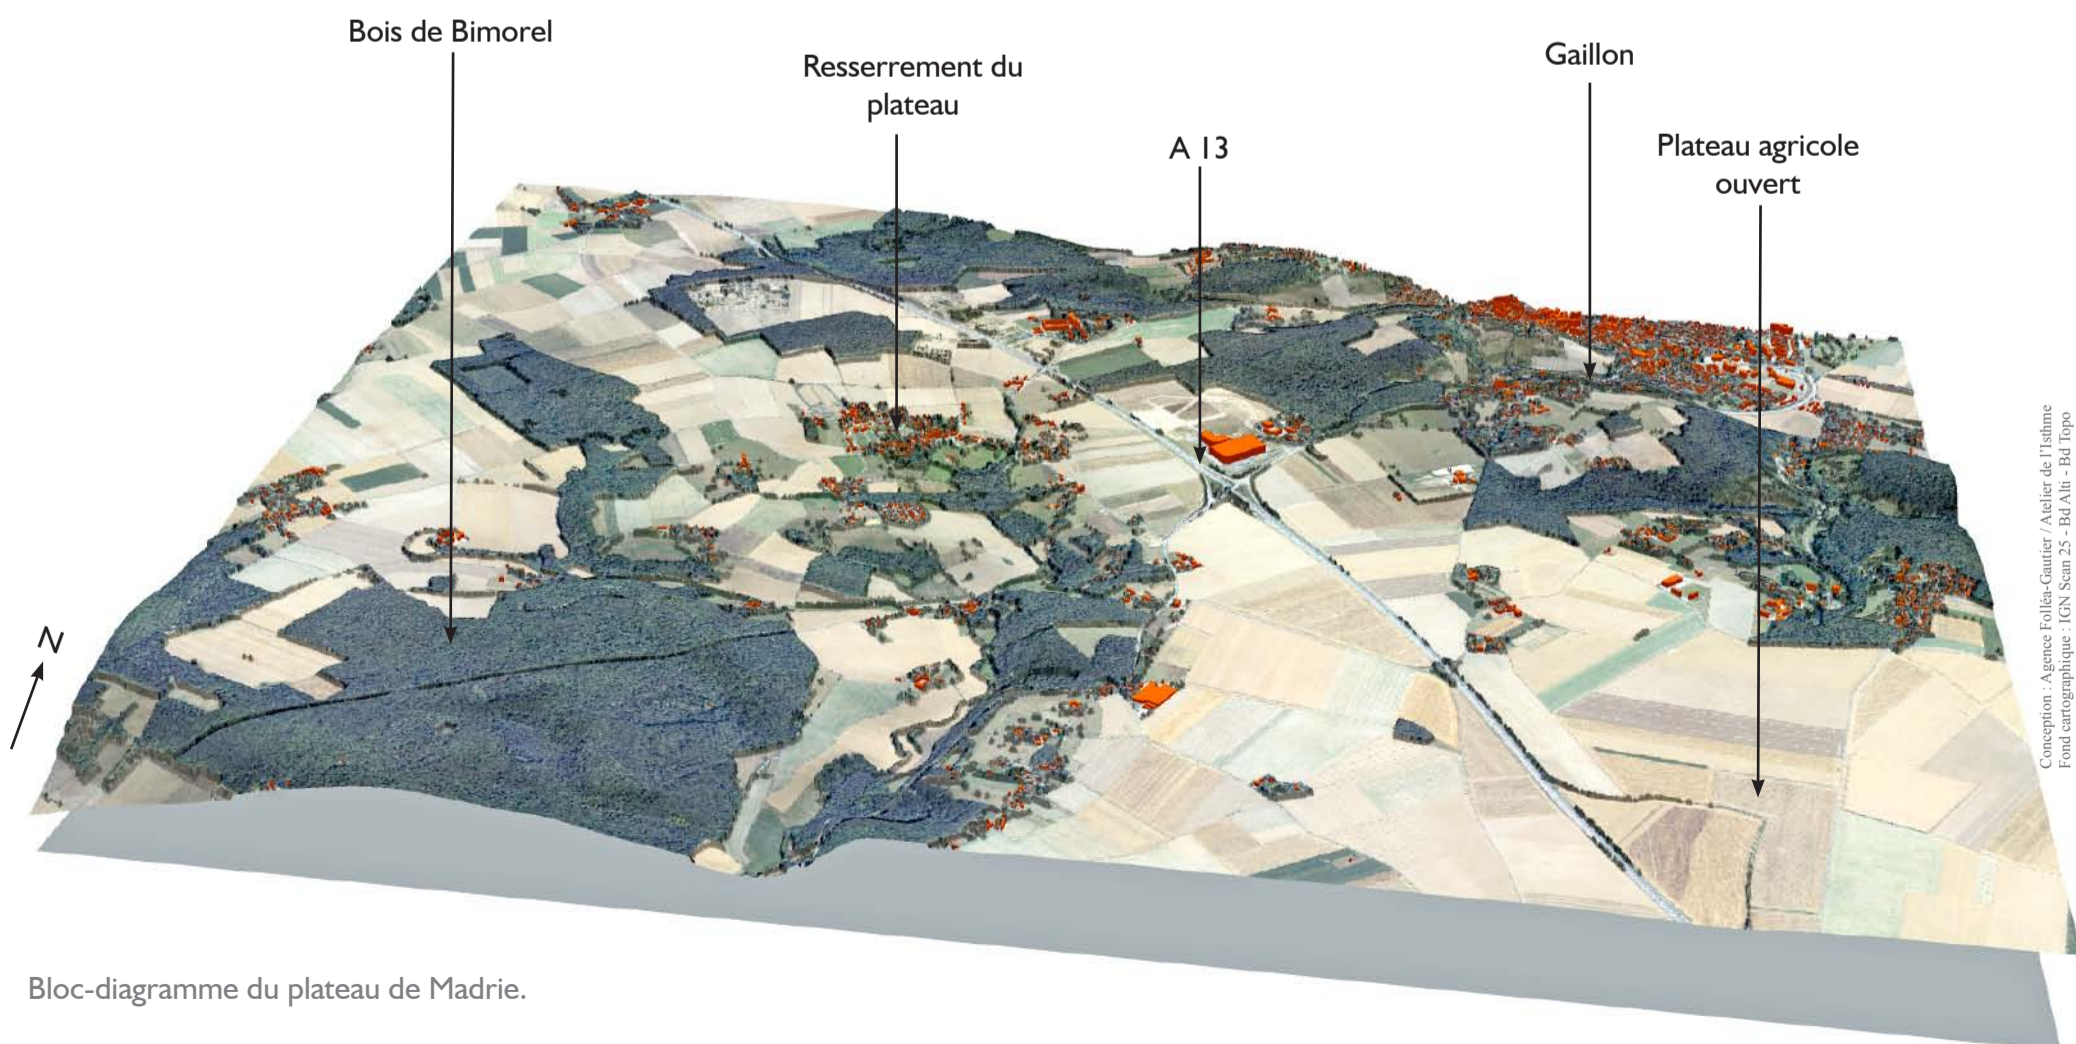 Bois de Bimorel
Resserrement du
plateau
A 13
Gaillon
Plateau agricole
ouvert
N
Conception : Agence Folléa-Gautier / Atelier de l'Isthme
Fond cartographique : IGN Scan 25 - Bd Alti - Bd Topo
Bloc-diagramme du plateau de Madrie.